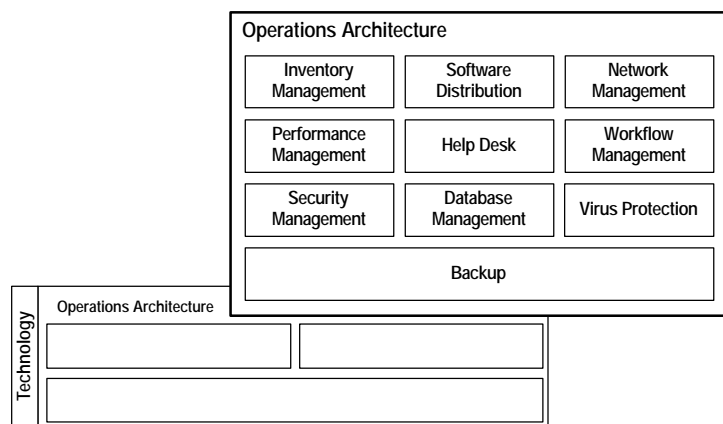 Operations Architecture
Inventory
Management
Software
Distribution
Network
Management
Performance
Management
Help Desk
Workflow
Management
Security
Management
Database
Management
Virus Protection
Backup
Technology
Operations Architecture